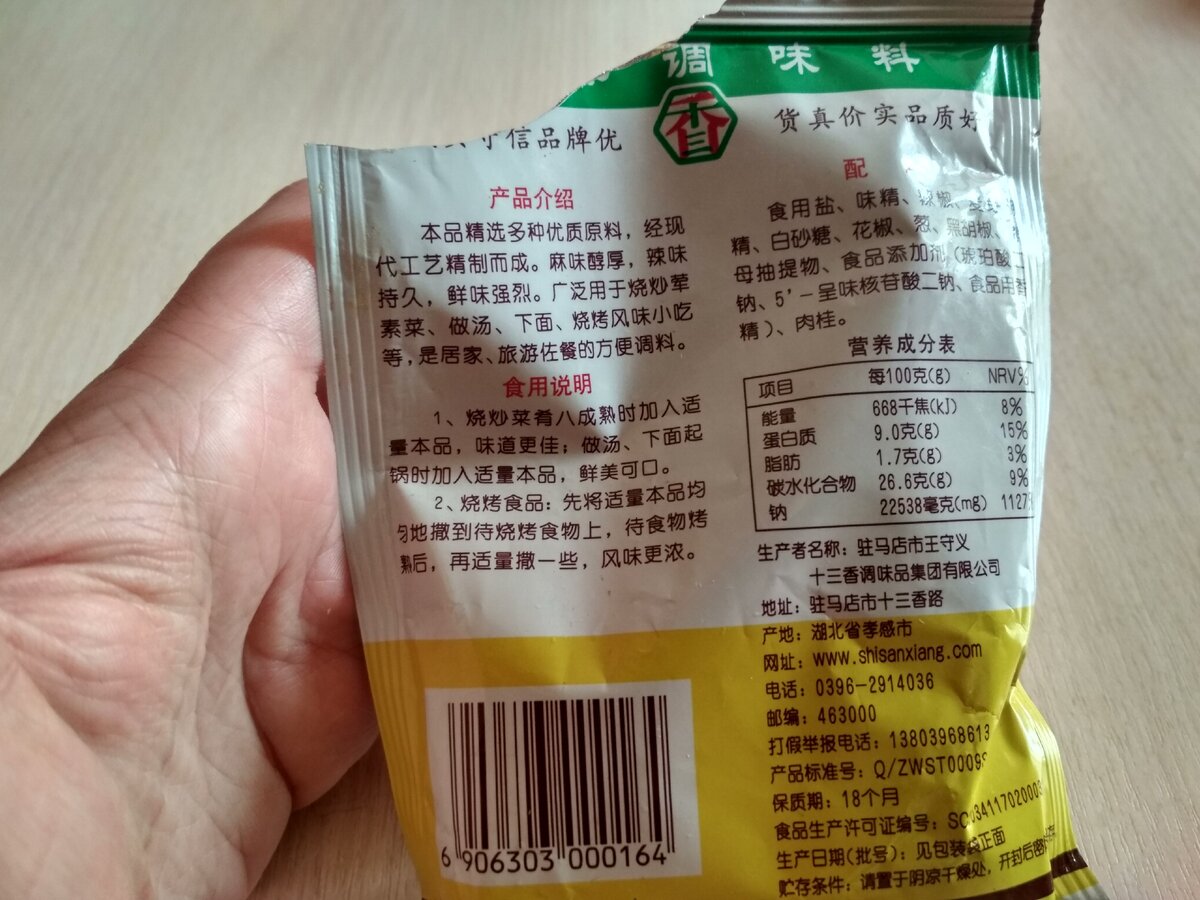 调味料
守信品牌优
香
货真价实品质好
产品介绍
本品精选多种优质原料，经现
代工艺精制而成。麻味醇厚，辣味
持久，鲜味强烈。广泛用于烧炒荤
素菜、做汤、下面、烧烤风味小吃
等，是居家、旅游佐餐的方便调料。
食用说明
1、烧炒菜肴八成熟时加入适
量本品，味道更佳；做汤、下面起
锅时加入适量本品，鲜美可口。
2、烧烤食品：先将适量本品均
匀地撒到待烧烤食物上，待食物烤
熟后，再适量撒一些，风味更浓。
配
食用盐、味精、辣椒、
精、白砂糖、花椒、葱、黑胡椒、
母抽提物、食品添加剂（琥珀酸二
钠、5'－呈味核苷酸二钠、食品用香
精）、肉桂。
营养成分表
项目 每100克(g) NRV%
能量 668千焦(kJ) 8%
蛋白质 9.0克(g) 15%
脂肪 1.7克(g) 3%
碳水化合物 26.6克(g) 9%
钠 22538毫克(mg) 1127%
生产者名称：驻马店市王守义
十三香调味品集团有限公司
地址：驻马店市十三香路
产地：湖北省孝感市
网址：www.shisanxiang.com
电话：0396-2914036
邮编：463000
打假举报电话：13803968613
产品标准号：Q/ZWST0009S
保质期：18个月
食品生产许可证编号：
生产日期(批号)：见包装袋正面
贮存条件：请置于阴凉干燥处，开封后密
6 906303 000164